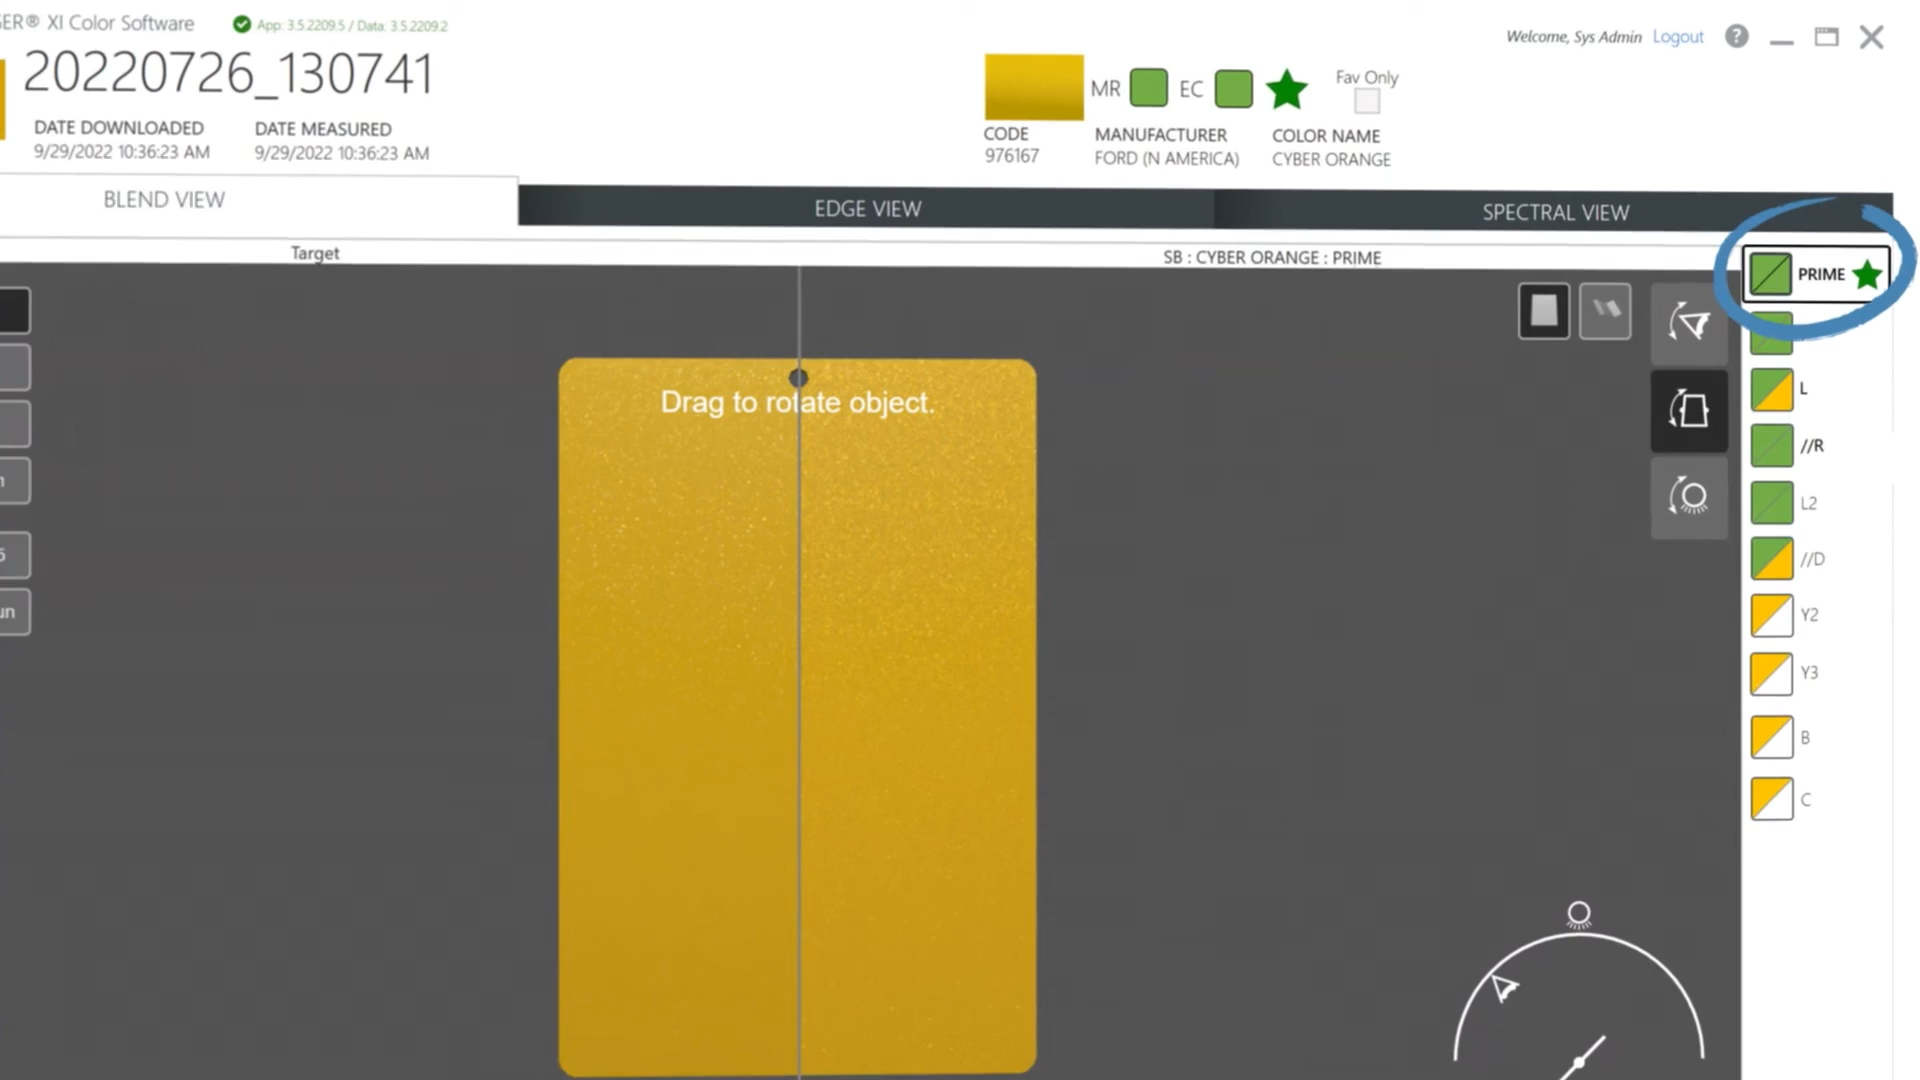 GER® XI Color Software
App: 3.5.2209.5 / Data: 3.5.2209.2
Welcome, Sys Admin Logout ?
20220726_130741
DATE DOWNLOADED
9/29/2022 10:36:23 AM
DATE MEASURED
9/29/2022 10:36:23 AM
MR EC Fav Only
CODE
976167
MANUFACTURER
FORD (N AMERICA)
COLOR NAME
CYBER ORANGE
BLEND VIEW
EDGE VIEW
SPECTRAL VIEW
Target
SB : CYBER ORANGE : PRIME
Drag to rotate object.
PRIME
L
//R
L2
//D
Y2
Y3
B
C